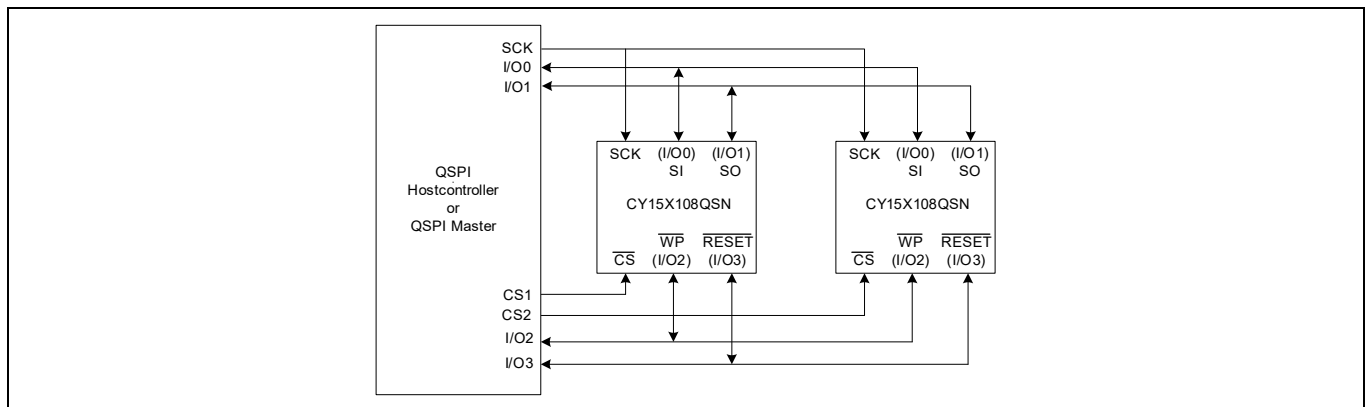 SCK
I/O0
I/O1
QSPI
Hostcontroller
or
QSPI Master
CS1
CS2
I/O2
I/O3
SCK (I/O0) (I/O1)
SI SO
CY15X108QSN
WP RESET
CS (I/O2) (I/O3)
SCK (I/O0) (I/O1)
SI SO
CY15X108QSN
WP RESET
CS (I/O2) (I/O3)